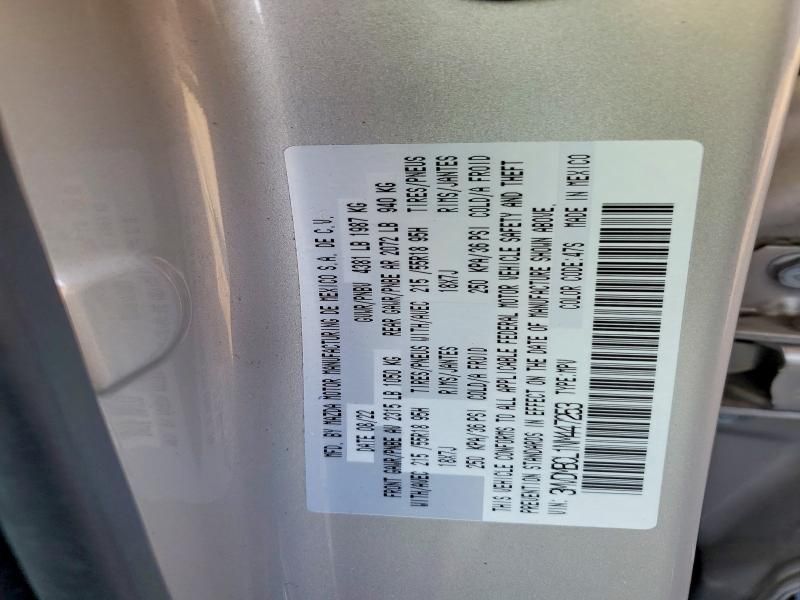 MFD. BY MAZDA MOTOR MANUFACTURING DE MEXICO S.A. DE C.V.
DATE 08/22 GVWR/PNBV 4381 LB 1987 KG
FRONT GAWR/PNBE AV 2315 LB 1050 KG REAR GAWR/PNBE AR 2072 LB 940 KG
WITH/AVEC 215/55R18 95H TIRES/PNEUS WITH/AVEC 215/55R18 95H TIRES/PNEUS
18X7J RIMS/JANTES 18X7J RIMS/JANTES
250 KPA/36 PSI COLD/A FROID 250 KPA/36 PSI COLD/A FROID
THIS VEHICLE CONFORMS TO ALL APPLICABLE FEDERAL MOTOR VEHICLE SAFETY AND THEFT
PREVENTION STANDARDS IN EFFECT ON THE DATE OF MANUFACTURE SHOWN ABOVE.
VIN: TYPE MPV COLOR CODE: 47S MADE IN MEXICO